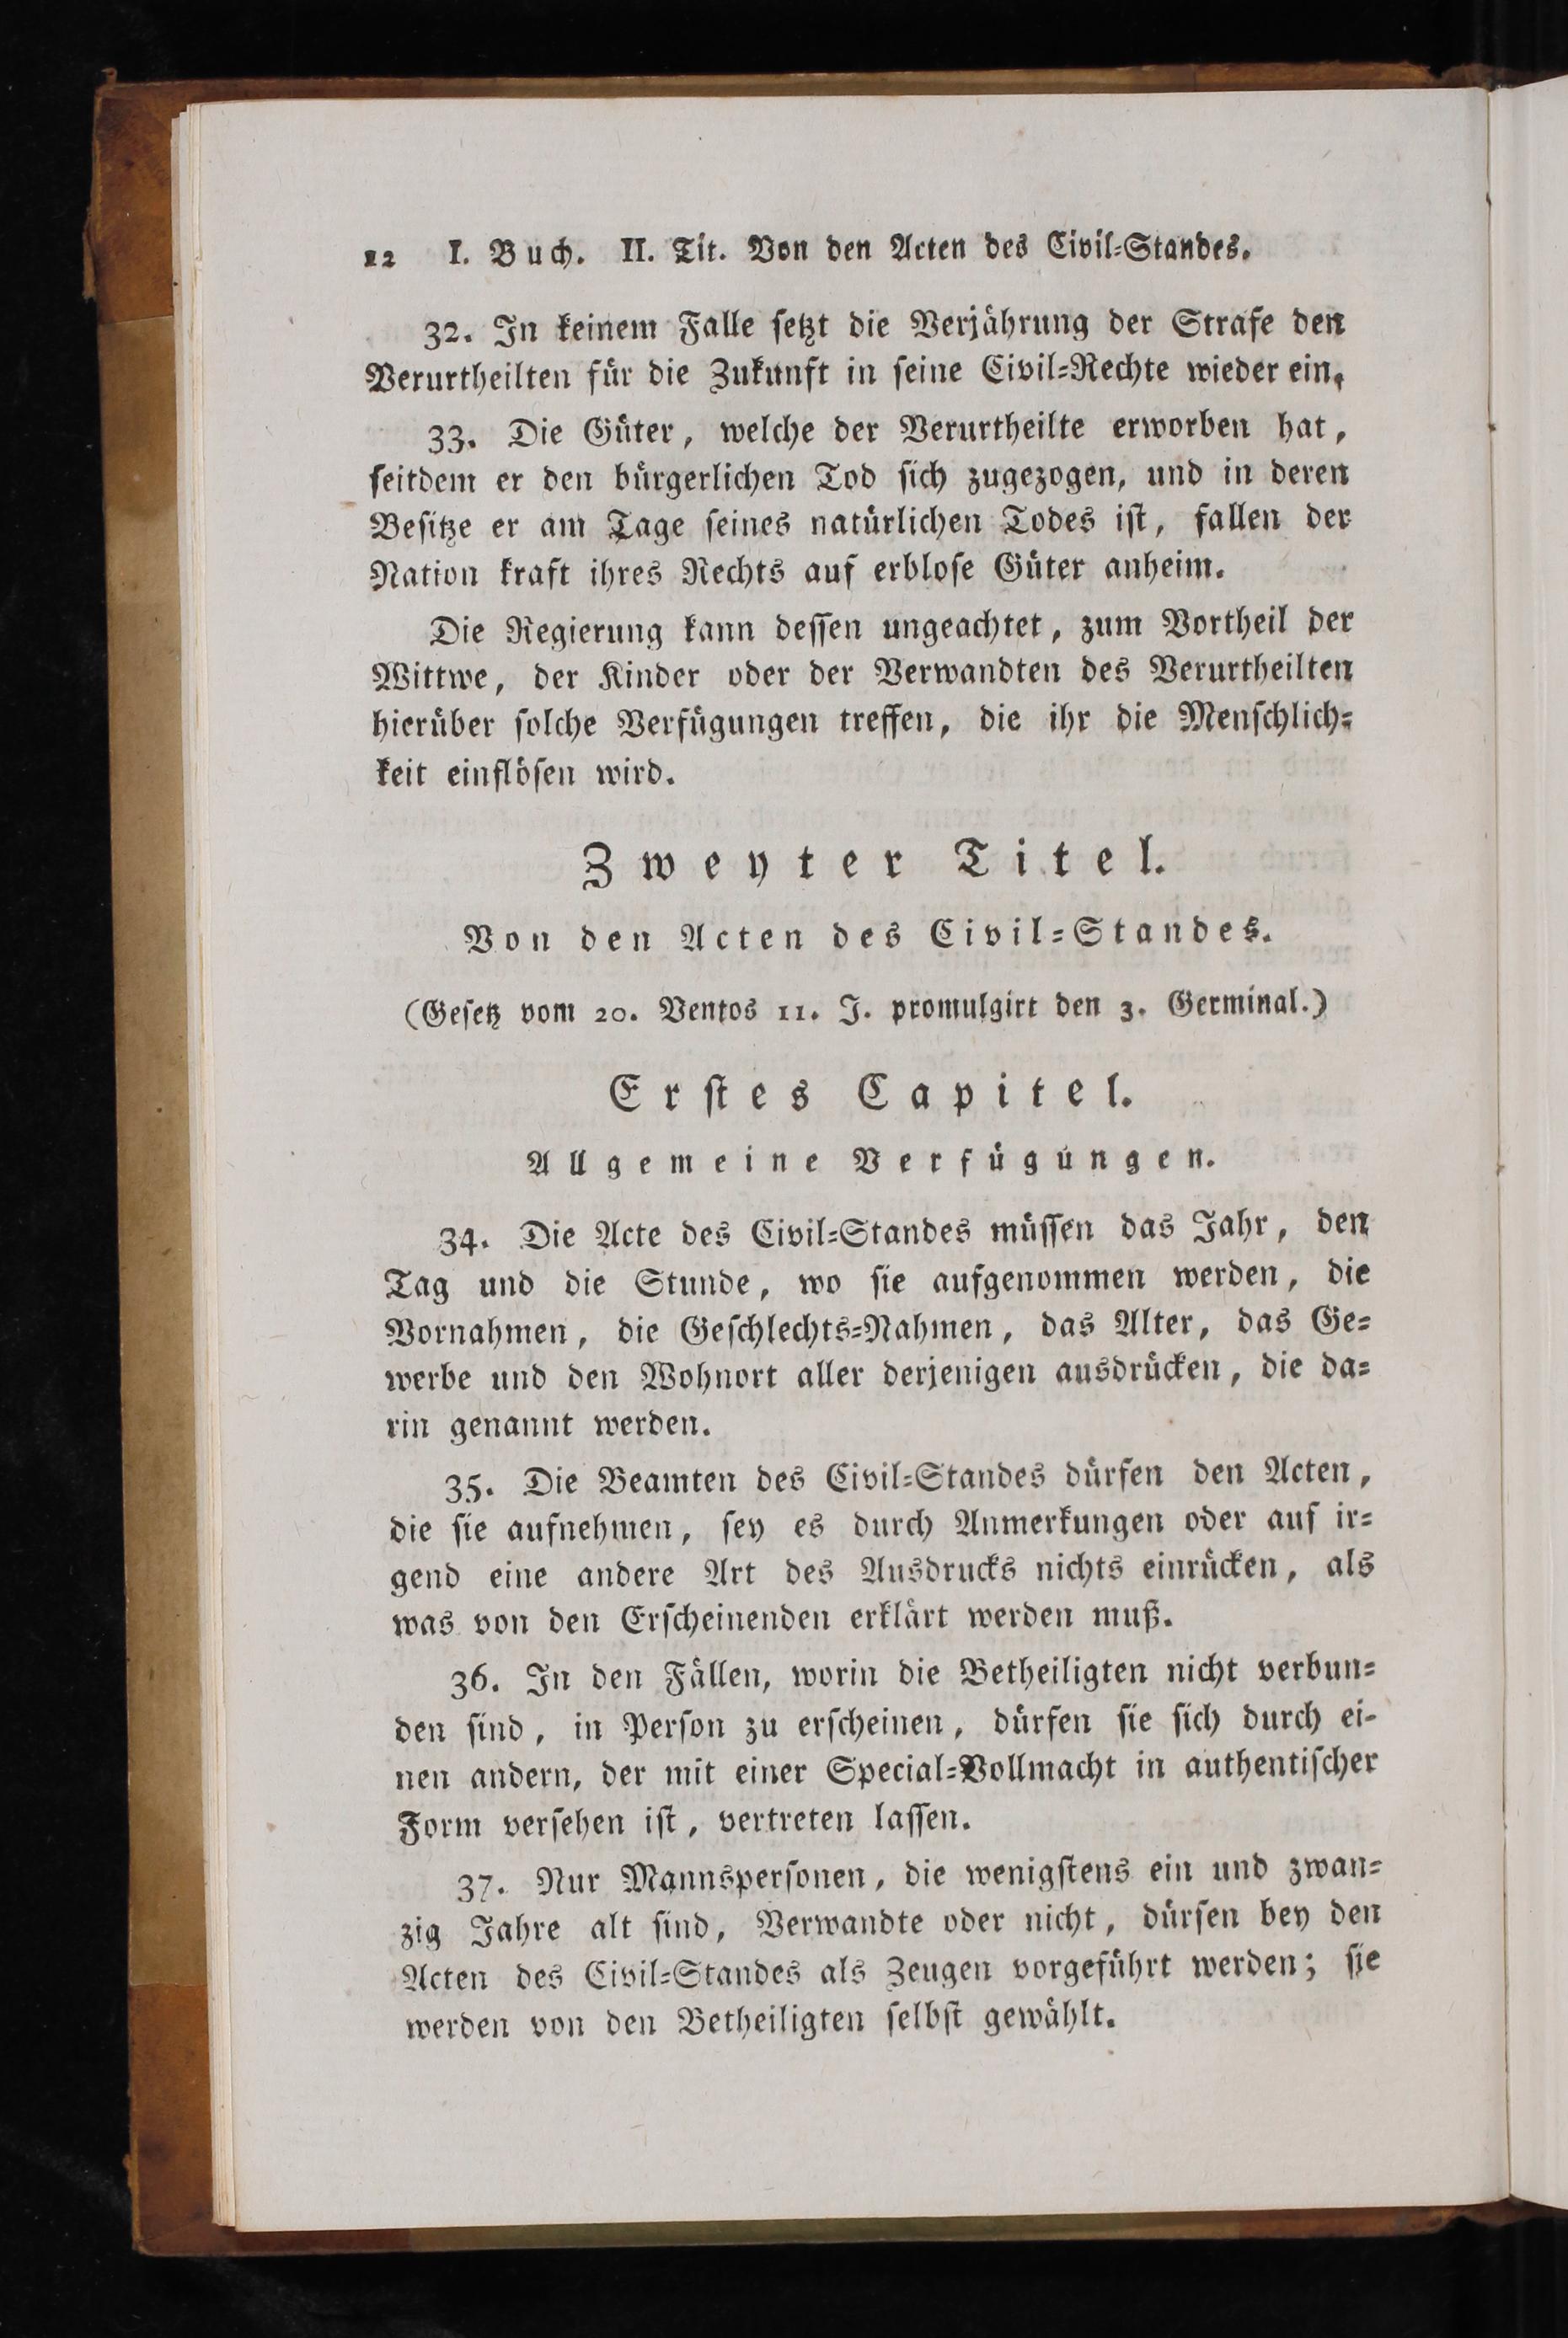 12 I. Buch. II. Tit. Von den Acten des Civil-Standes.
32. In keinem Falle setzt die Verjährung der Strafe den
Verurtheilten für die Zukunft in seine Civil-Rechte wieder ein.
33. Die Güter, welche der Verurtheilte erworben hat,
seitdem er den bürgerlichen Tod sich zugezogen, und in deren
Besitze er am Tage seines natürlichen Todes ist, fallen der
Nation kraft ihres Rechts auf erblose Güter anheim.
Die Regierung kann dessen ungeachtet, zum Vortheil der
Wittwe, der Kinder oder der Verwandten des Verurtheilten
hierüber solche Verfügungen treffen, die ihr die Menschlich-
keit einflösen wird.
Zweyter Titel.
Von den Acten des Civil-Standes.
(Gesetz vom 20. Ventos 11. J. promulgirt den 3. Germinal.)
Erstes Capitel.
Allgemeine Verfügungen.
34. Die Acte des Civil-Standes müssen das Jahr, den
Tag und die Stunde, wo sie aufgenommen werden, die
Vornahmen, die Geschlechts-Nahmen, das Alter, das Ge-
werbe und den Wohnort aller derjenigen ausdrücken, die da-
rin genannt werden.
35. Die Beamten des Civil-Standes dürfen den Acten,
die sie aufnehmen, sey es durch Anmerkungen oder auf ir-
gend eine andere Art des Ausdrucks nichts einrücken, als
was von den Erscheinenden erklärt werden muß.
36. In den Fällen, worin die Betheiligten nicht verbun-
den sind, in Person zu erscheinen, dürfen sie sich durch ei-
nen andern, der mit einer Special-Vollmacht in authentischer
Form versehen ist, vertreten lassen.
37. Nur Mannspersonen, die wenigstens ein und zwan-
zig Jahre alt sind, Verwandte oder nicht, dürfen bey den
Acten des Civil-Standes als Zeugen vorgeführt werden; sie
werden von den Betheiligten selbst gewählt.